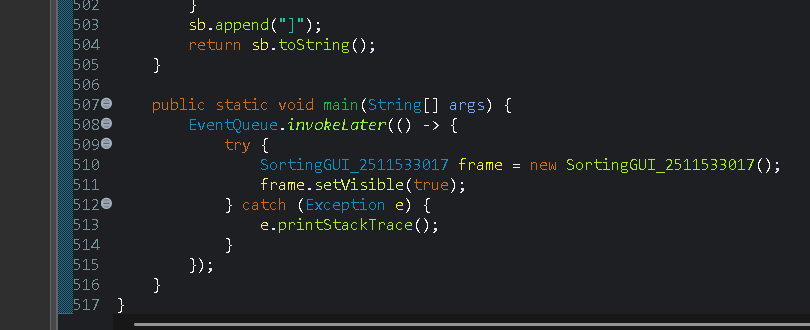 502 }
503 sb.append("]");
504 return sb.toString();
505 }
506
507 public static void main(String[] args) {
508 EventQueue.invokeLater(() -> {
509 try {
510 SortingGUI_2511533017 frame = new SortingGUI_2511533017();
511 frame.setVisible(true);
512 } catch (Exception e) {
513 e.printStackTrace();
514 }
515 });
516 }
517 }